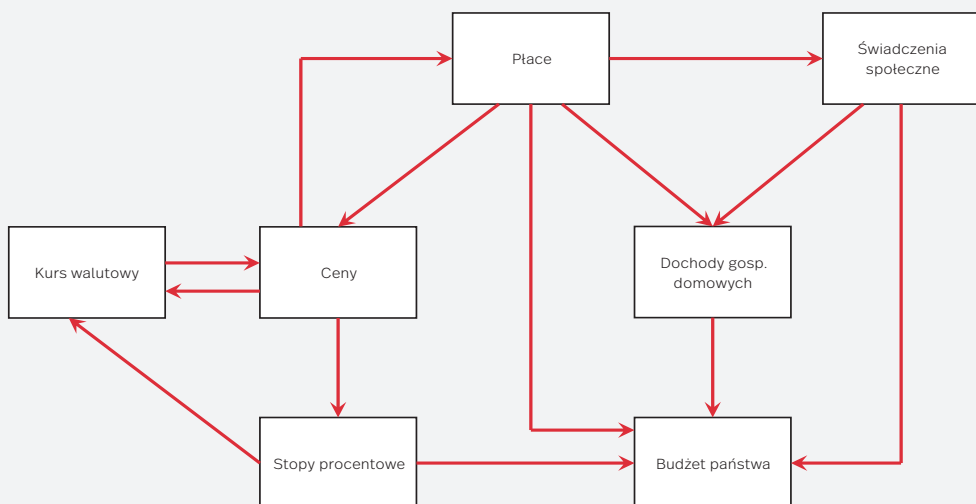 Płace
Świadczenia
społeczne
Kurs walutowy
Ceny
Dochody gosp.
domowych
Stopy procentowe
Budżet państwa